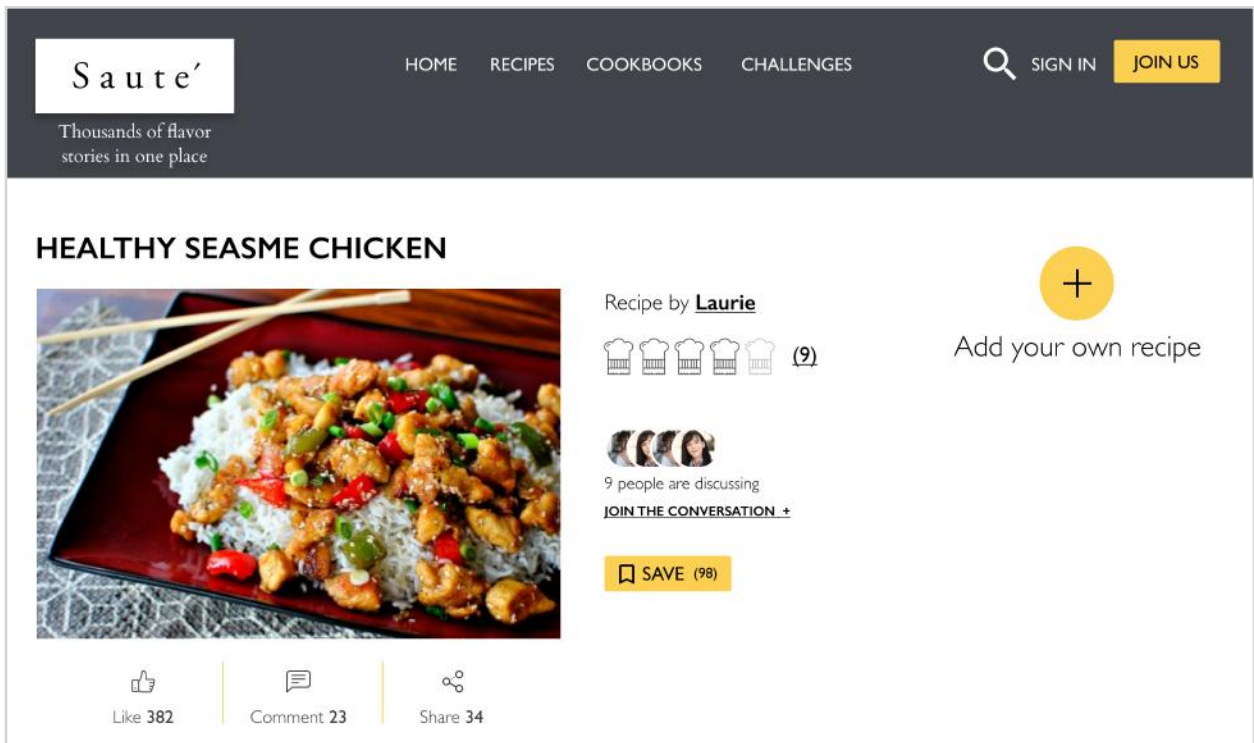 Saute´
Thousands of flavor
stories in one place
HOME RECIPES COOKBOOKS CHALLENGES
SIGN IN JOIN US
HEALTHY SEASME CHICKEN
Recipe by Laurie
(9)
9 people are discussing
JOIN THE CONVERSATION +
SAVE (98)
Add your own recipe
Like 382
Comment 23
Share 34